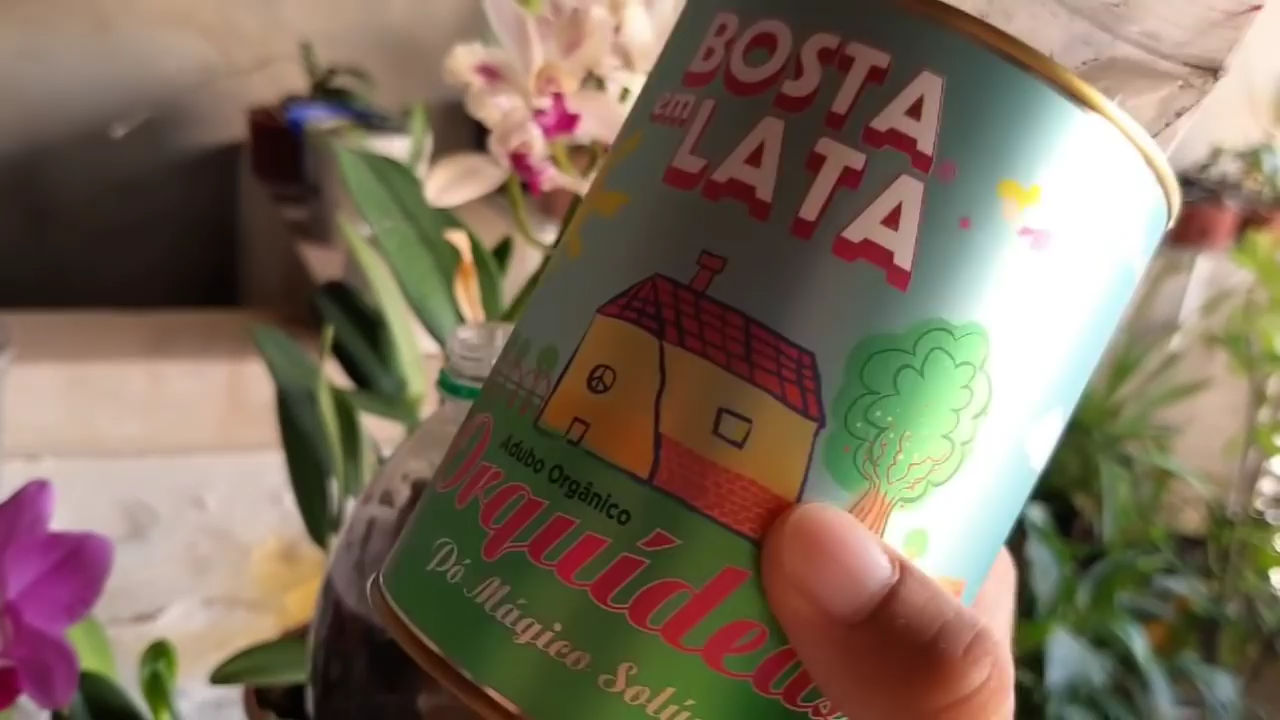 BOSTA
em
LATA
Adubo Orgânico
Orquídeas
Pó Mágico